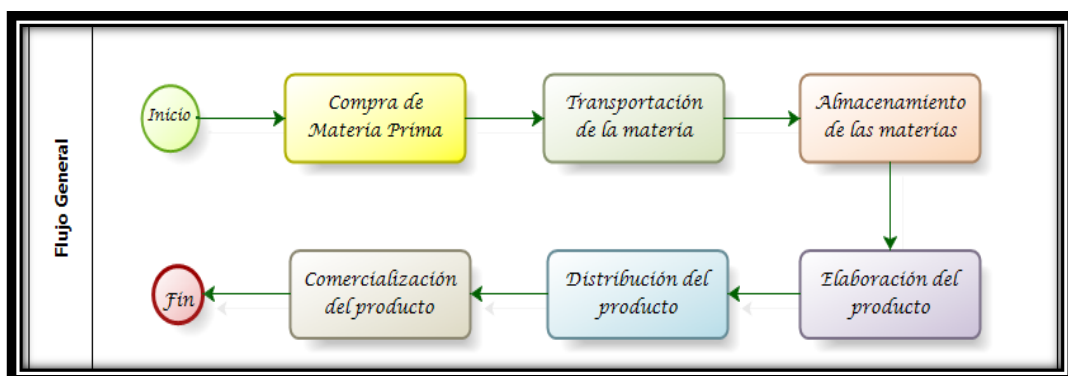 Flujo General
Inicio
Compra de
Materia Prima
Transportación
de la materia
Almacenamiento
de las materias
Elaboración del
producto
Distribución del
producto
Comercialización
del producto
Fin